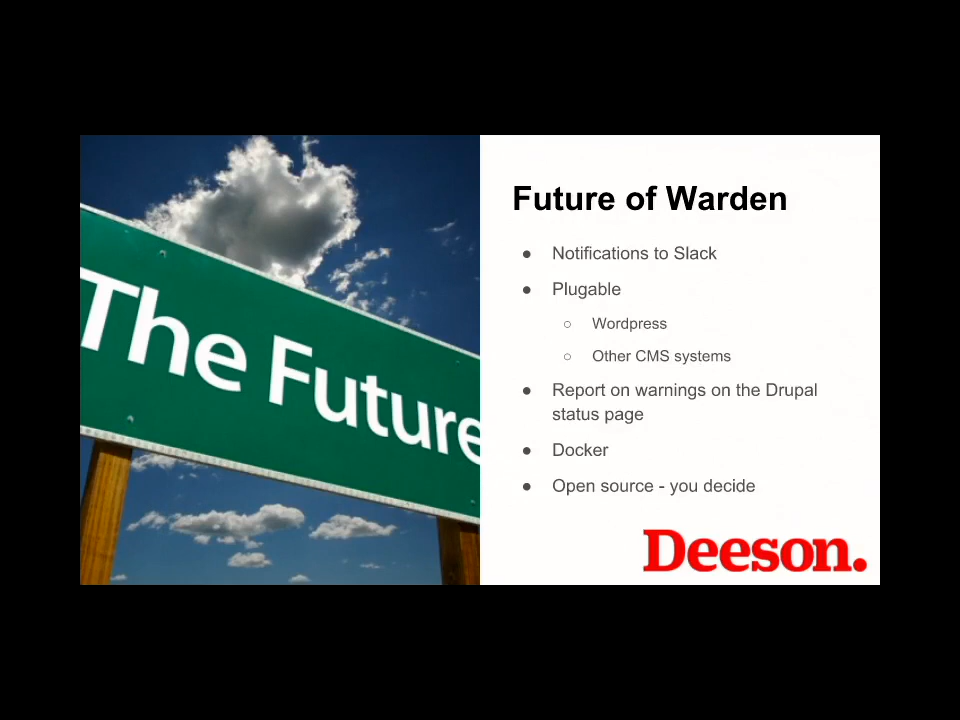 The Future
Future of Warden
● Notifications to Slack
● Plugable
○ Wordpress
○ Other CMS systems
● Report on warnings on the Drupal
status page
● Docker
● Open source - you decide
Deeson.